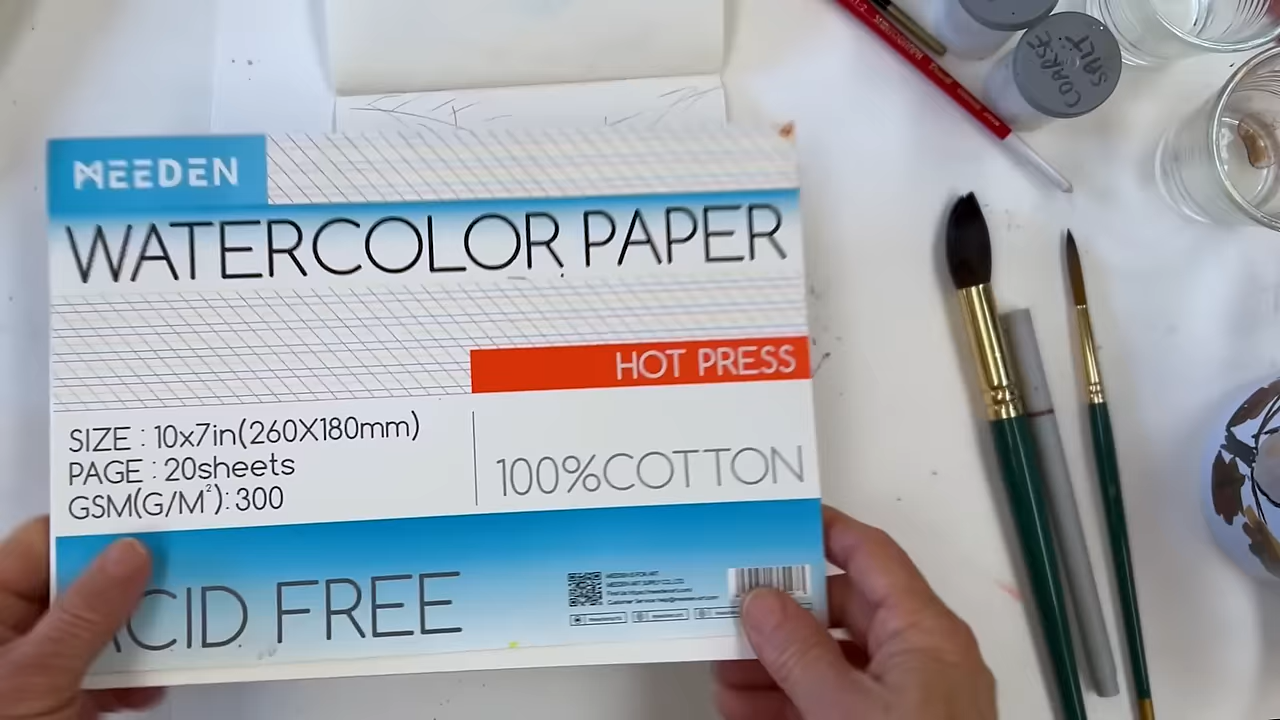 COARSE
SALT
MEEDEN
WATERCOLOR PAPER
HOT PRESS
SIZE : 10x7in(260X180mm)
PAGE : 20sheets
GSM(G/M²): 300
100%COTTON
ACID FREE